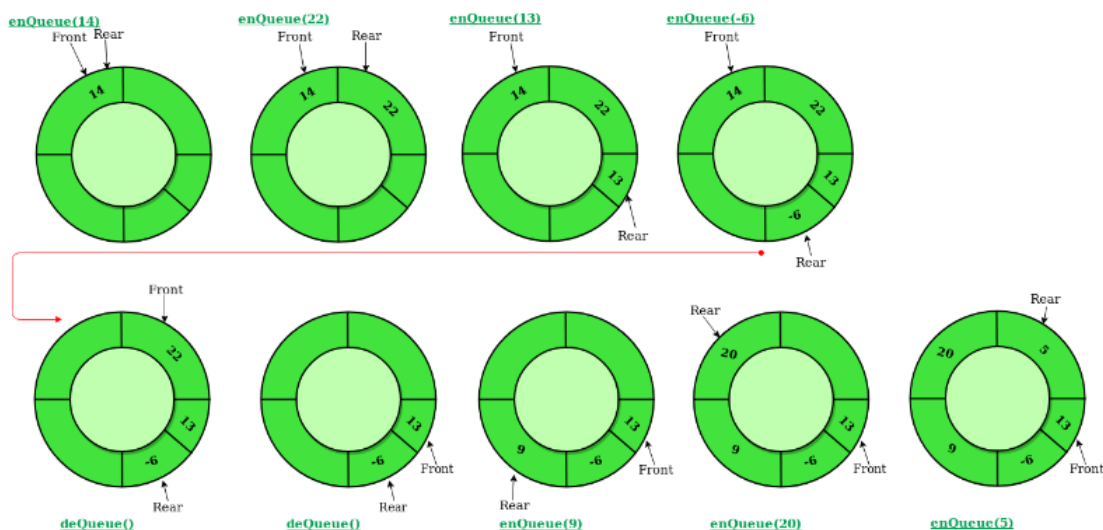 enQueue(14)
Front
Rear
14
enQueue(22)
Front
Rear
14
22
enQueue(13)
Front
14
22
13
Rear
enQueue(-6)
Front
14
22
13
-6
Rear
Front
22
13
-6
Rear
deQueue()
13
-6
Front
Rear
deQueue()
13
9
-6
Front
Rear
enQueue(9)
Rear
20
13
9
-6
Front
enQueue(20)
Rear
20
5
13
9
-6
Front
enQueue(5)